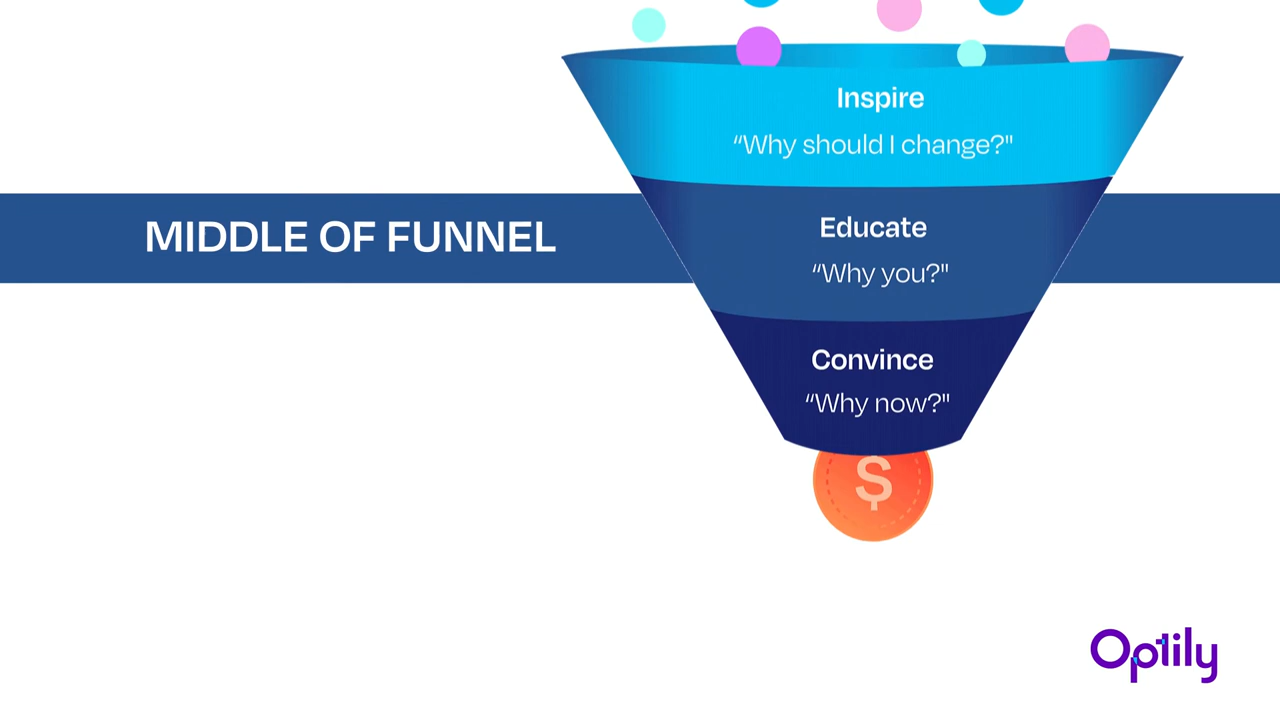 Inspire
“Why should I change?"
MIDDLE OF FUNNEL
Educate
“Why you?"
Convince
“Why now?"
$
Optily